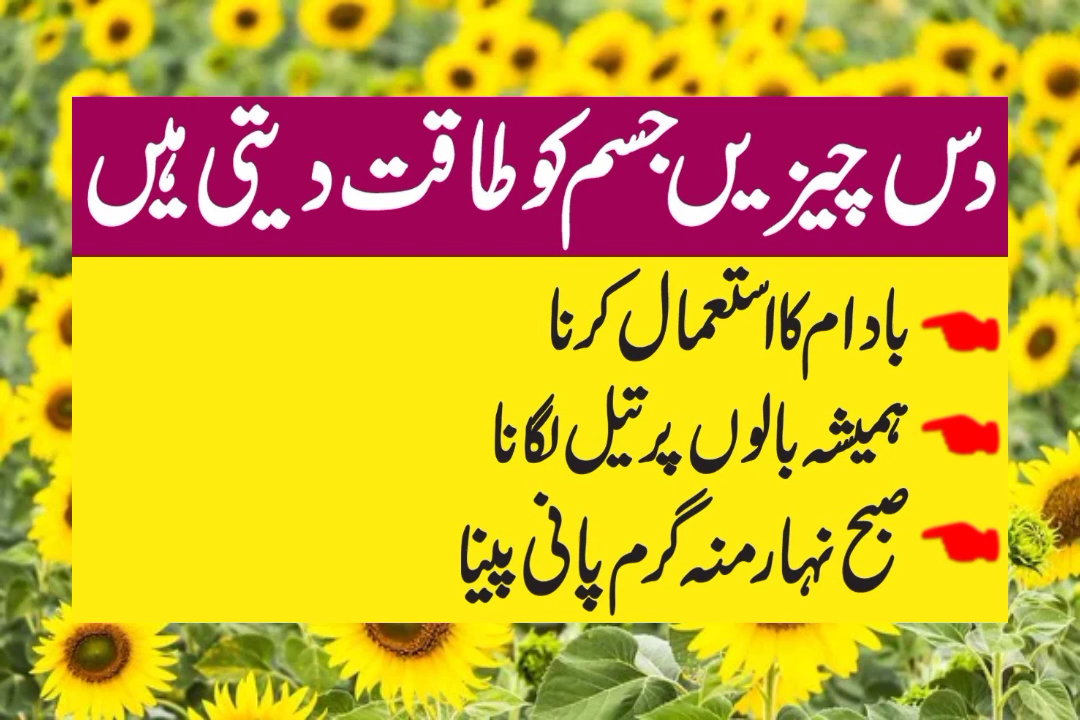 دس چیزیں جسم کو طاقت دیتی ہیں
بادام کا استعمال کرنا
ہمیشہ بالوں پر تیل لگانا
صبح نہار منہ گرم پانی پینا